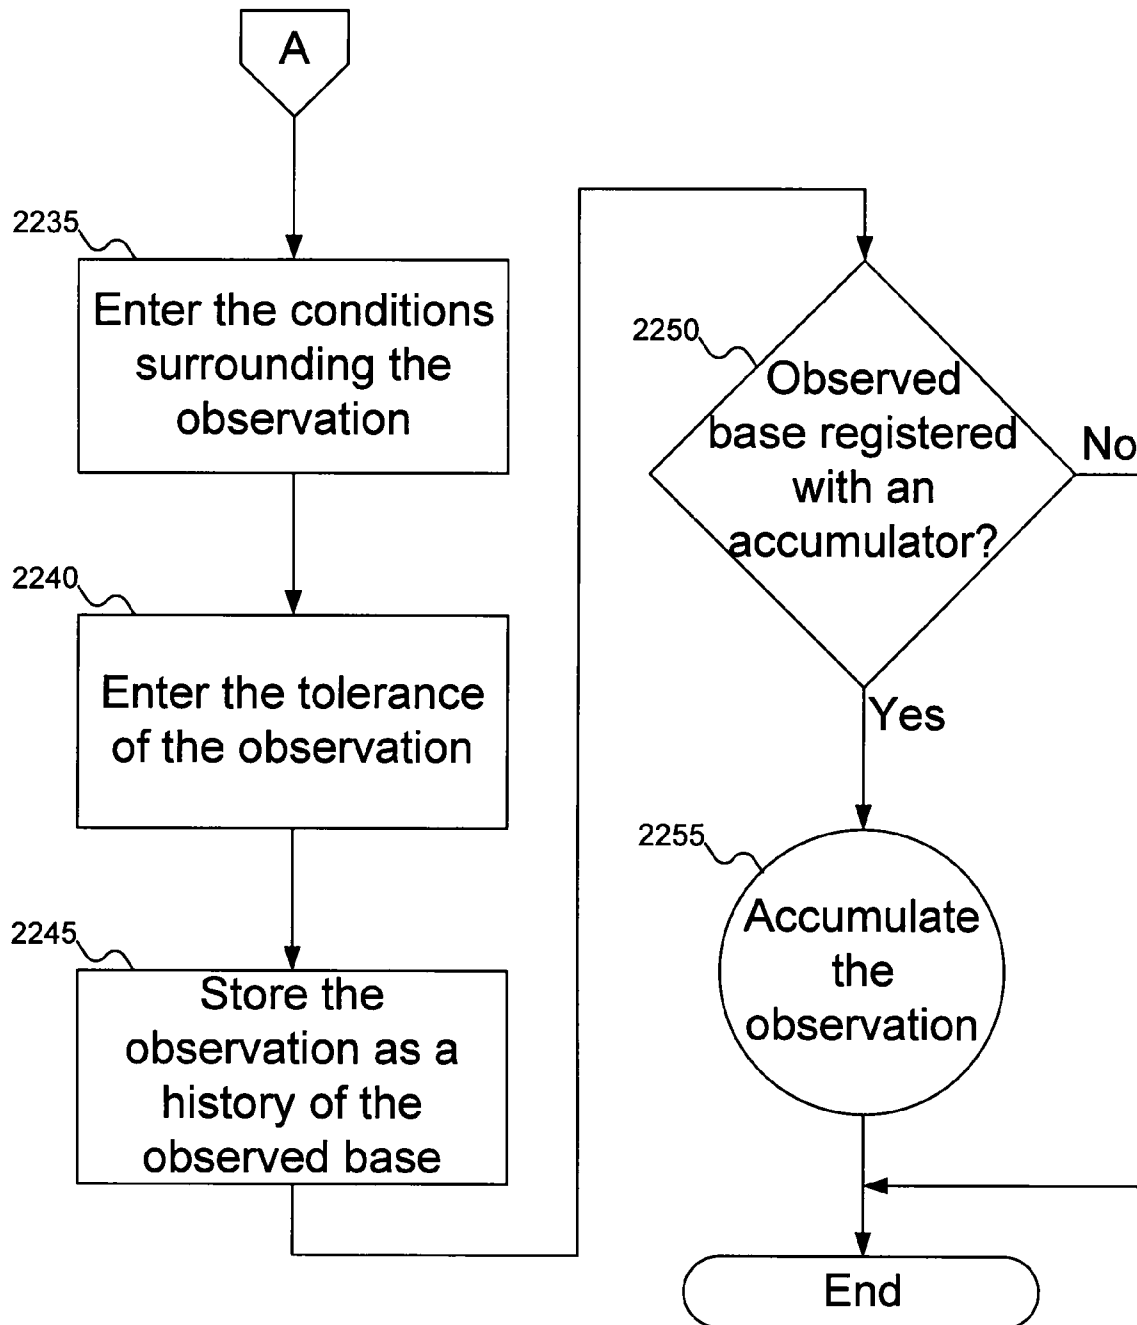 A
2235
Enter the conditions
surrounding the
observation
2240
Enter the tolerance
of the observation
2245
Store the
observation as a
history of the
observed base
2250
Observed
base registered
with an
accumulator?
No
Yes
2255
Accumulate
the
observation
End